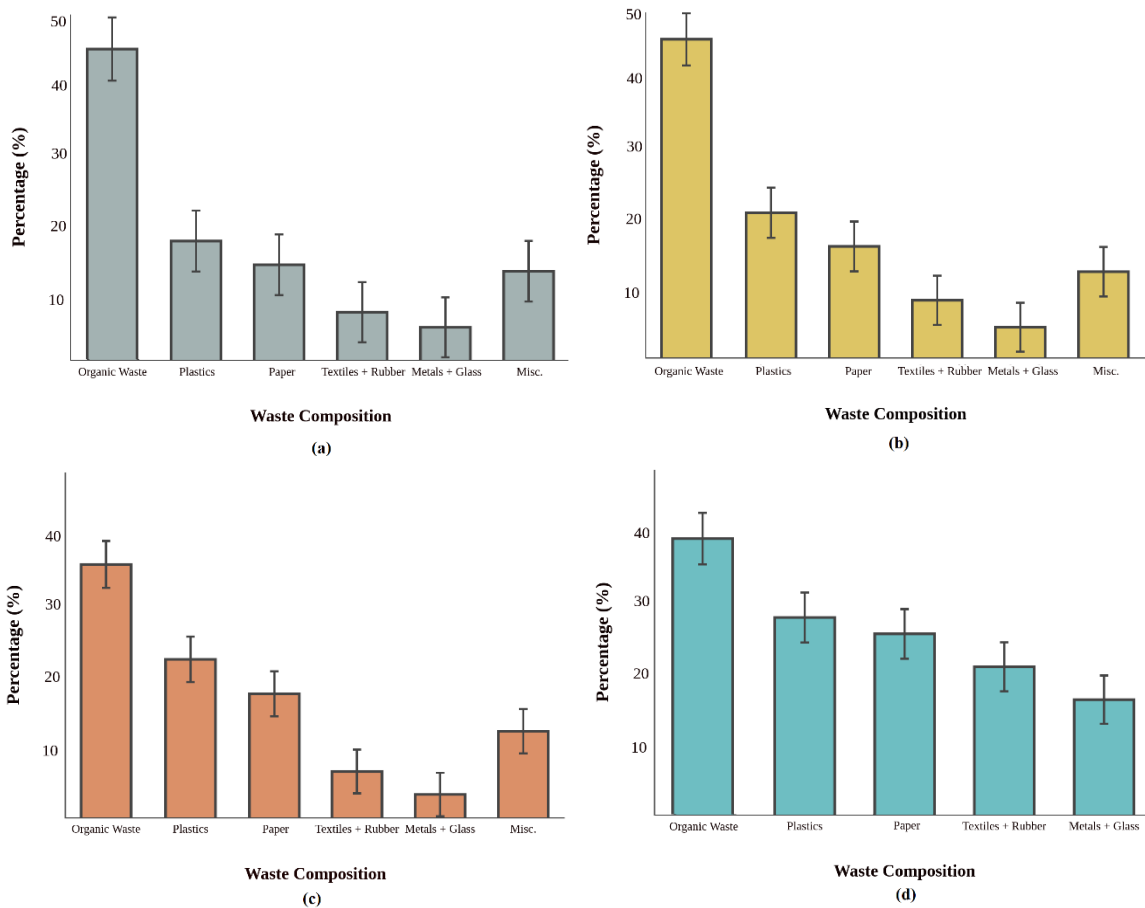 Percentage (%)
50
40
30
20
10
Organic Waste Plastics Paper Textiles + Rubber Metals + Glass Misc.
Waste Composition
(a)
Percentage (%)
50
40
30
20
10
Organic Waste Plastics Paper Textiles + Rubber Metals + Glass Misc.
Waste Composition
(b)
Percentage (%)
40
30
20
10
Organic Waste Plastics Paper Textiles + Rubber Metals + Glass Misc.
Waste Composition
(c)
Percentage (%)
40
30
20
10
Organic Waste Plastics Paper Textiles + Rubber Metals + Glass
Waste Composition
(d)